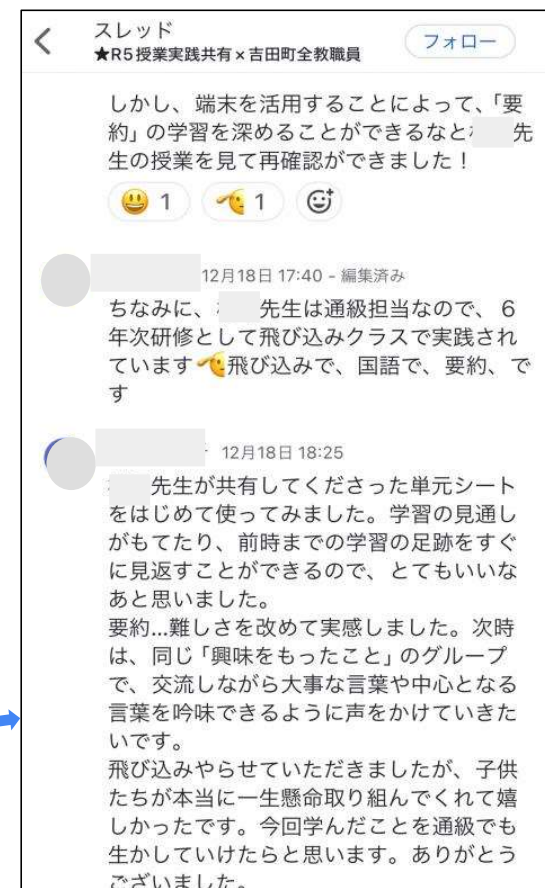 スレッド
★R5授業実践共有×吉田町全教職員
フォロー
しかし、端末を活用することによって、「要
約」の学習を深めることができるなと 先
生の授業を見て再確認ができました！
😃 1 🫡 1
12月18日 17:40 - 編集済み
ちなみに、 先生は通級担当なので、６
年次研修として飛び込みクラスで実践され
ています🫡飛び込みで、国語で、要約、で
す
12月18日 18:25
先生が共有してくださった単元シート
をはじめて使ってみました。学習の見通し
がもてたり、前時までの学習の足跡をすぐ
に見返すことができるので、とてもいいな
あと思いました。
要約...難しさを改めて実感しました。次時
は、同じ「興味をもったこと」のグループ
で、交流しながら大事な言葉や中心となる
言葉を吟味できるように声をかけていきた
いです。
飛び込みやらせていただきましたが、子供
たちが本当に一生懸命取り組んでくれて嬉
しかったです。今回学んだことを通級でも
生かしていけたらと思います。ありがとう
ございました。